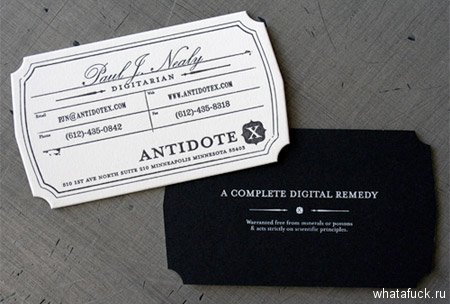 Paul J. Nealy
DIGITARIAN
Email PJN@ANTIDOTEX.COM Web WWW.ANTIDOTEX.COM
Phone (612)-435-0842 Fax (612)-435-8318
ANTIDOTE X
510 1ST AVE NORTH SUITE 210 MINNEAPOLIS MINNESOTA 55403
A COMPLETE DIGITAL REMEDY
X
Warranted free from minerals or poisons
& acts strictly on scientific principles.
whatafuck.ru